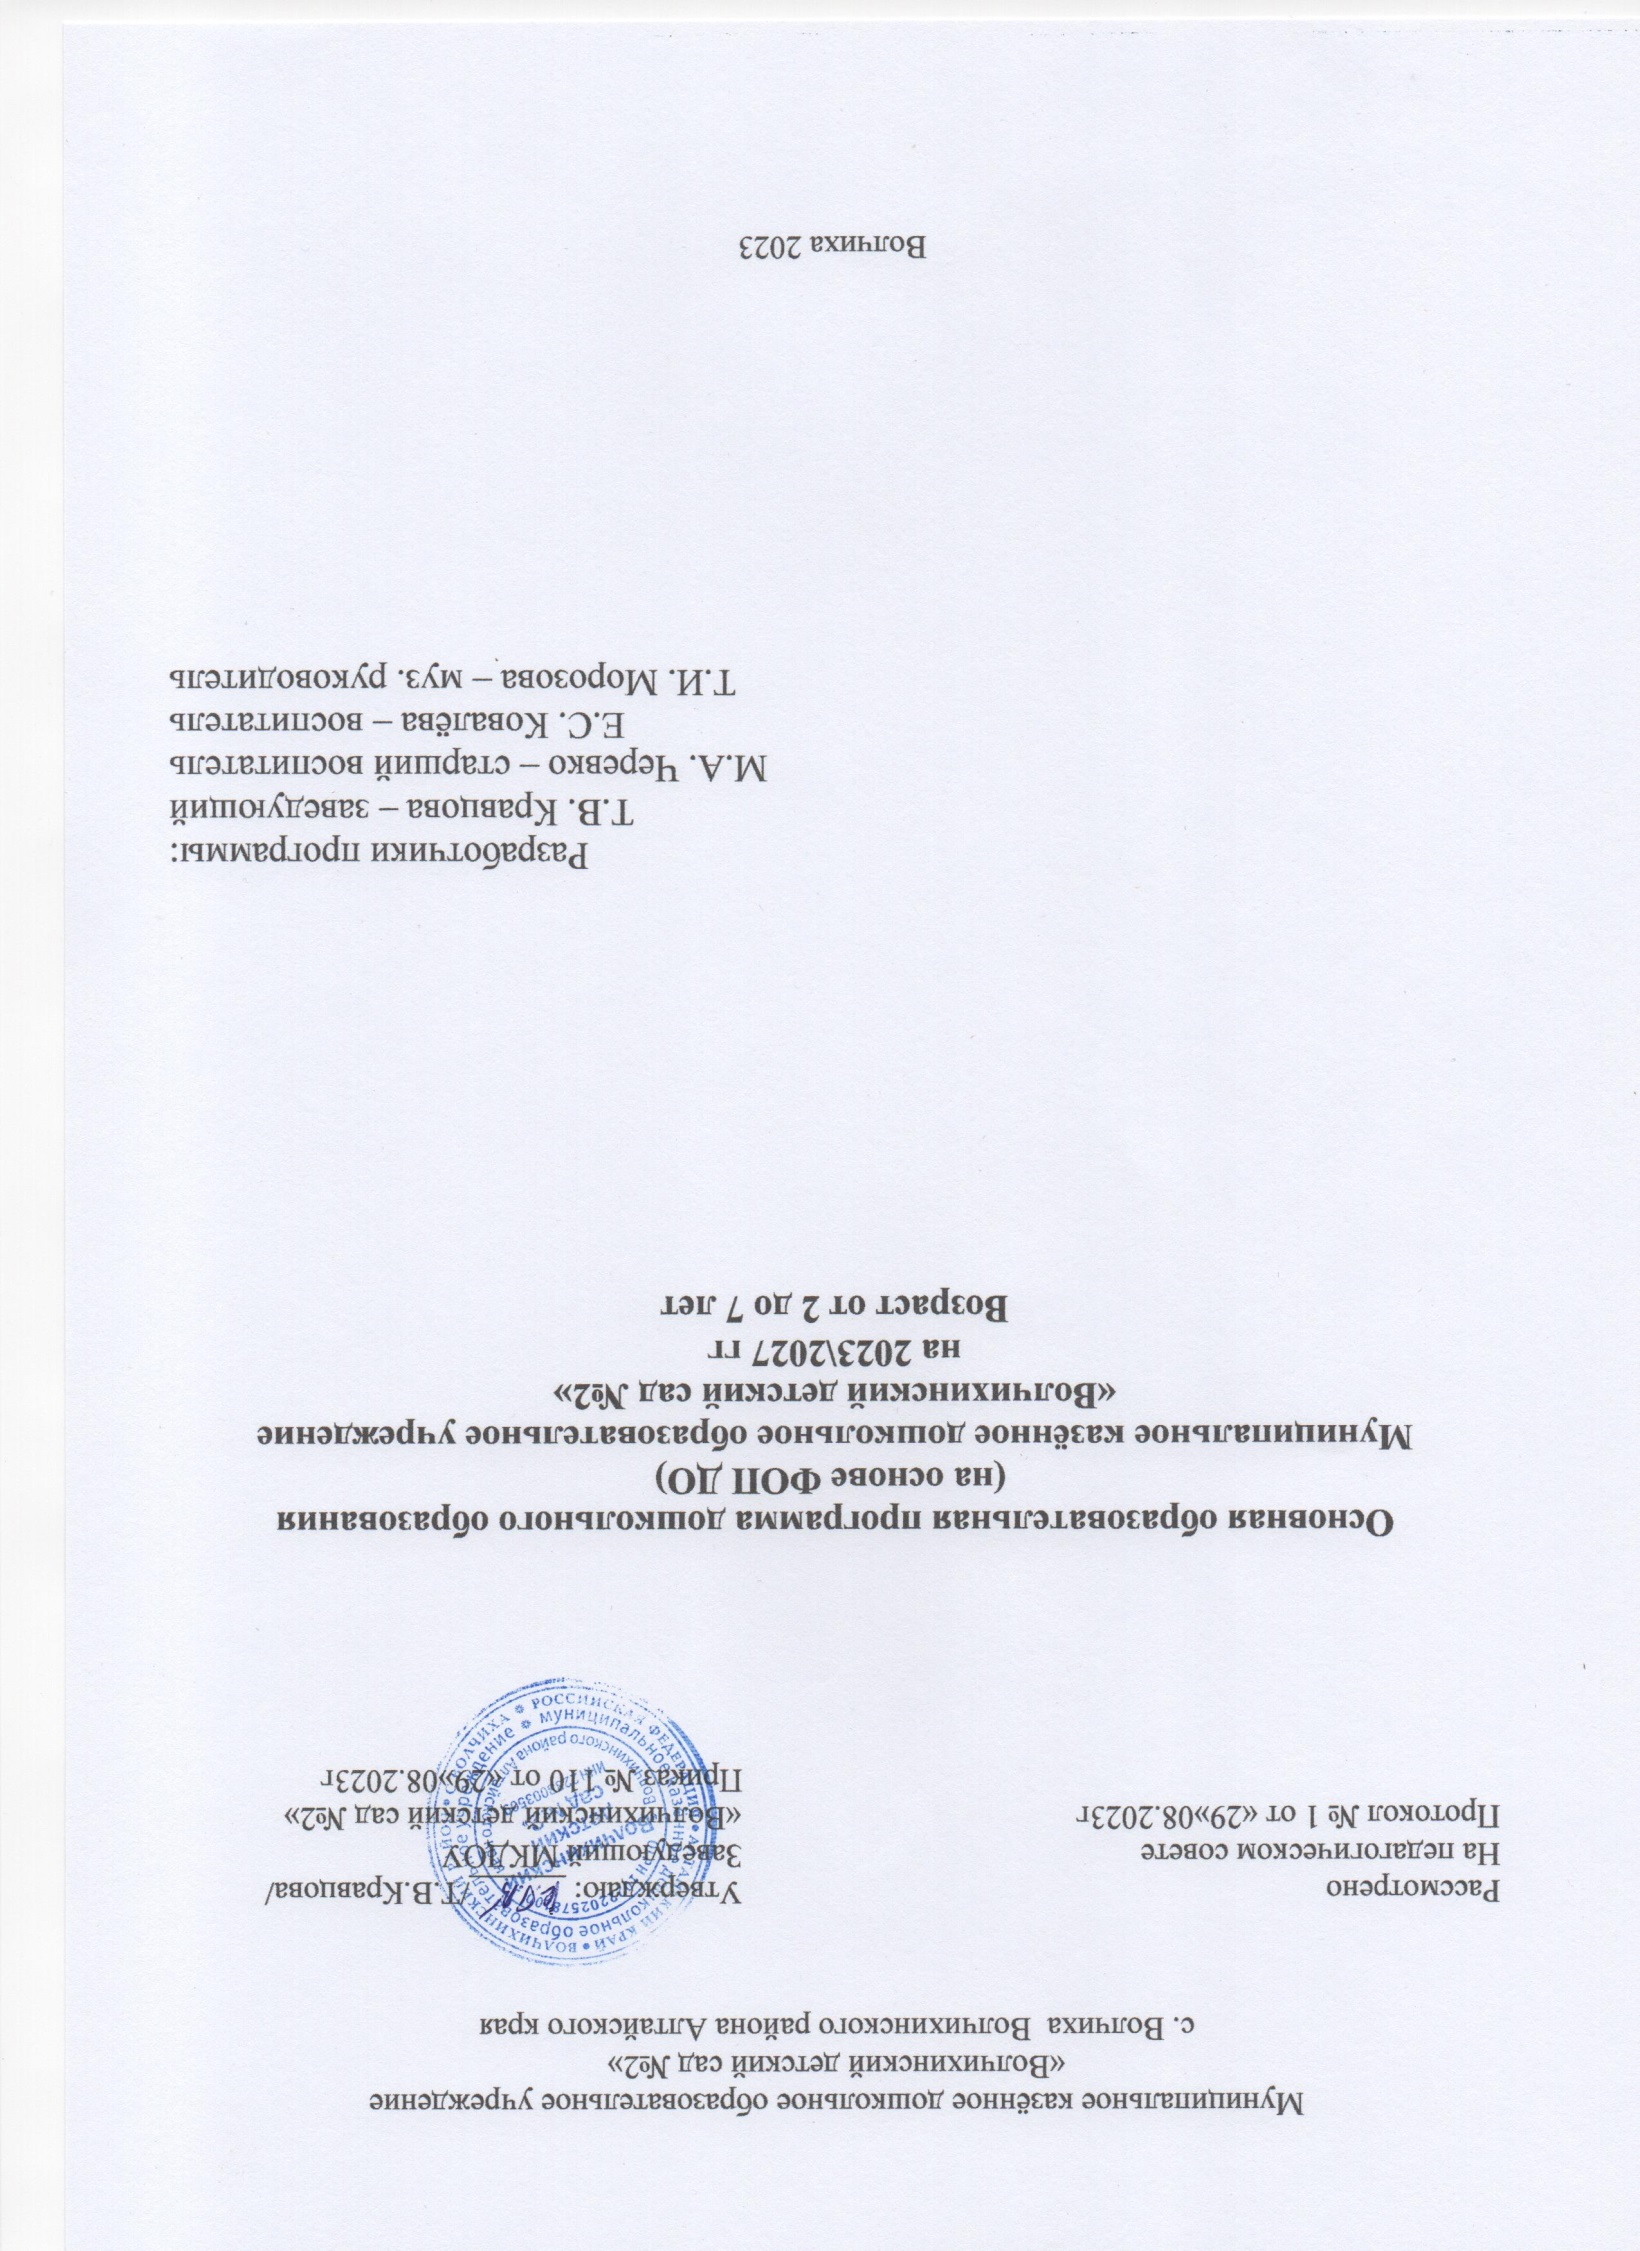 Муниципальное казённое дошкольное образовательное учреждение
«Волчихинский детский сад №2»
с. Волчиха  Волчихинского района Алтайского края
Рассмотрено
На педагогическом совете
Протокол № 1 от «29»08.2023г
Утверждаю: /Т.В.Кравцова/
Заведующий МКДОУ
«Волчихинский детский сад №2»
Приказ № 110 от «29»08.2023г
Основная образовательная программа дошкольного образования
(на основе ФОП ДО)
Муниципальное казённое дошкольное образовательное учреждение
«Волчихинский детский сад №2»
на 2023\2027 гг
Возраст от 2 до 7 лет
Разработчики программы:
Т.В. Кравцова – заведующий
М.А. Черевко – старший воспитатель
Е.С. Ковалёва – воспитатель
Т.И. Морозова – муз. руководитель
Волчиха 2023